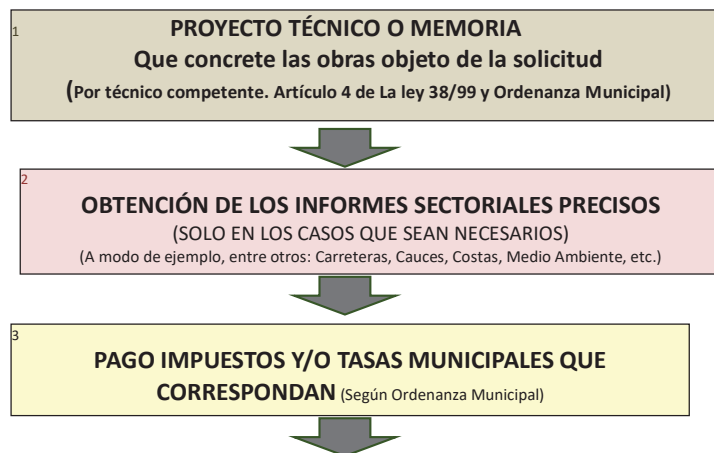 1
PROYECTO TÉCNICO O MEMORIA
Que concrete las obras objeto de la solicitud
(Por técnico competente. Artículo 4 de La ley 38/99 y Ordenanza Municipal)
2
OBTENCIÓN DE LOS INFORMES SECTORIALES PRECISOS
(SOLO EN LOS CASOS QUE SEAN NECESARIOS)
(A modo de ejemplo, entre otros: Carreteras, Cauces, Costas, Medio Ambiente, etc.)
3
PAGO IMPUESTOS Y/O TASAS MUNICIPALES QUE
CORRESPONDAN (Según Ordenanza Municipal)